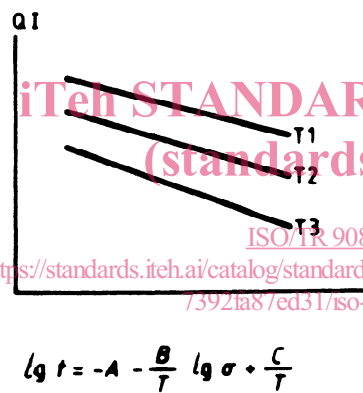 QI
iTeh STANDAR
T1
(standards
T2
T3
ISO/TR 908
tps://standards.iteh.ai/catalog/standard
7392fa87ed31/iso-
lg t = -A - B/T lg σ + C/T